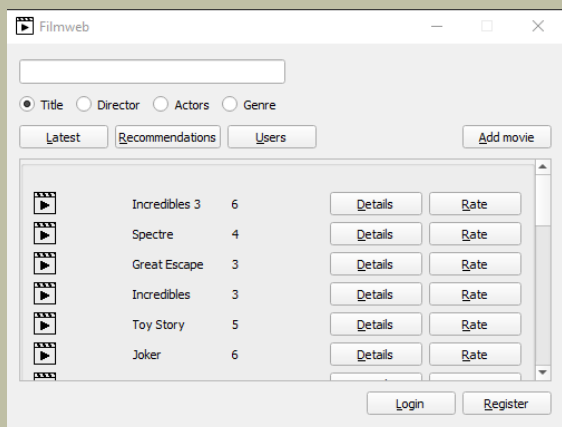 Filmweb
Title Director Actors Genre
Latest Recommendations Users Add movie
Incredibles 3 6 Details Rate
Spectre 4 Details Rate
Great Escape 3 Details Rate
Incredibles 3 Details Rate
Toy Story 5 Details Rate
Joker 6 Details Rate
Login Register